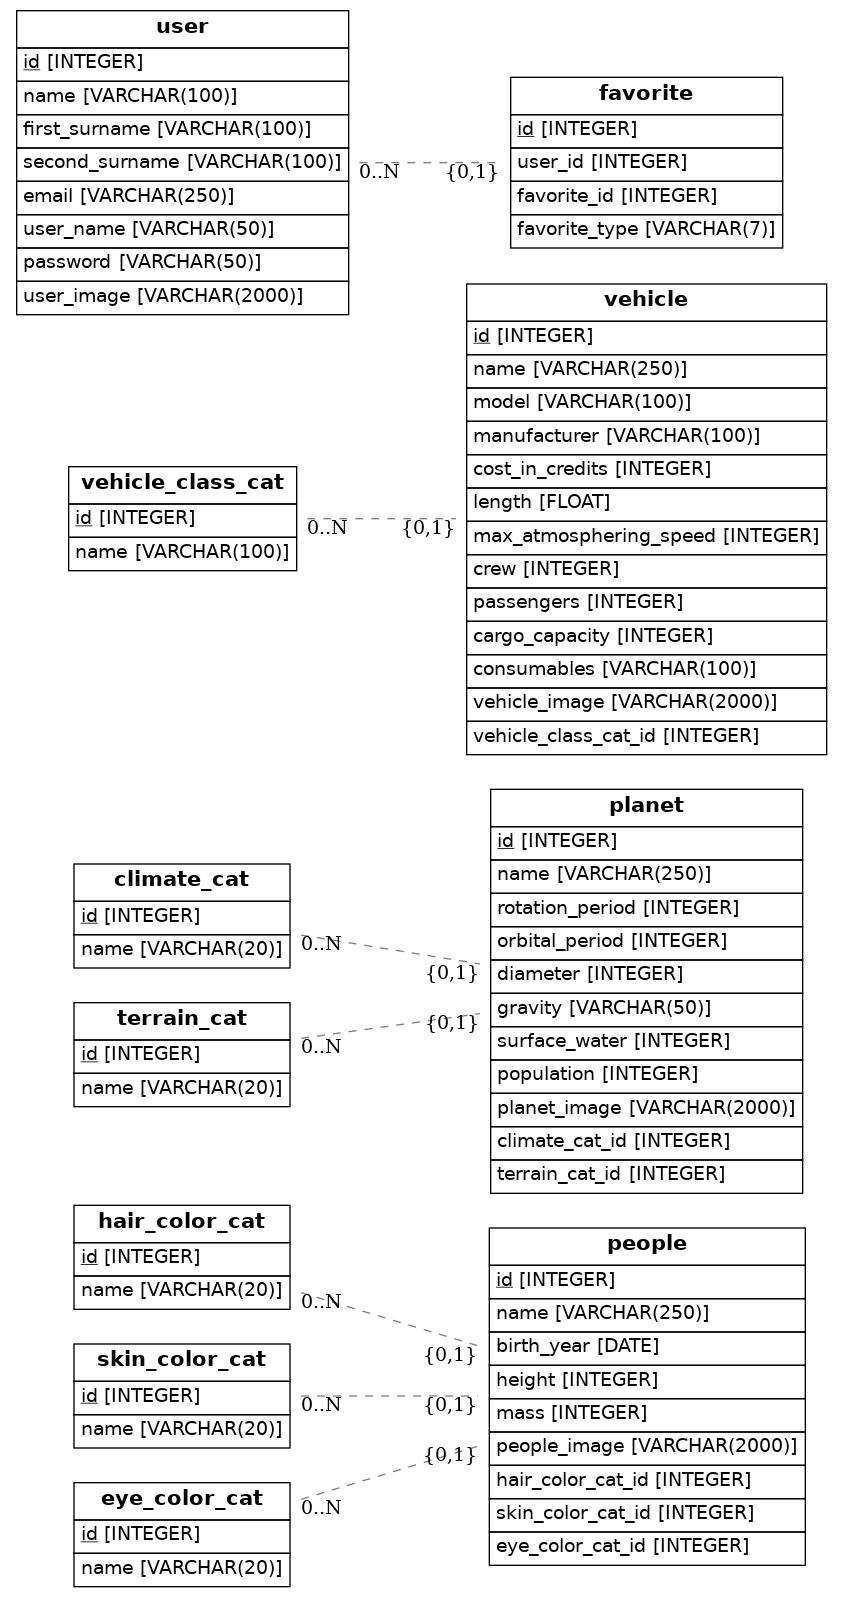 user
id [INTEGER]
name [VARCHAR(100)]
first_surname [VARCHAR(100)]
second_surname [VARCHAR(100)]
email [VARCHAR(250)]
user_name [VARCHAR(50)]
password [VARCHAR(50)]
user_image [VARCHAR(2000)]
0..N
{0,1}
favorite
id [INTEGER]
user_id [INTEGER]
favorite_id [INTEGER]
favorite_type [VARCHAR(7)]
vehicle_class_cat
id [INTEGER]
name [VARCHAR(100)]
0..N
{0,1}
vehicle
id [INTEGER]
name [VARCHAR(250)]
model [VARCHAR(100)]
manufacturer [VARCHAR(100)]
cost_in_credits [INTEGER]
length [FLOAT]
max_atmosphering_speed [INTEGER]
crew [INTEGER]
passengers [INTEGER]
cargo_capacity [INTEGER]
consumables [VARCHAR(100)]
vehicle_image [VARCHAR(2000)]
vehicle_class_cat_id [INTEGER]
climate_cat
id [INTEGER]
name [VARCHAR(20)]
0..N
{0,1}
terrain_cat
id [INTEGER]
name [VARCHAR(20)]
0..N
{0,1}
planet
id [INTEGER]
name [VARCHAR(250)]
rotation_period [INTEGER]
orbital_period [INTEGER]
diameter [INTEGER]
gravity [VARCHAR(50)]
surface_water [INTEGER]
population [INTEGER]
planet_image [VARCHAR(2000)]
climate_cat_id [INTEGER]
terrain_cat_id [INTEGER]
hair_color_cat
id [INTEGER]
name [VARCHAR(20)]
0..N
{0,1}
skin_color_cat
id [INTEGER]
name [VARCHAR(20)]
0..N
{0,1}
eye_color_cat
id [INTEGER]
name [VARCHAR(20)]
0..N
{0,1}
people
id [INTEGER]
name [VARCHAR(250)]
birth_year [DATE]
height [INTEGER]
mass [INTEGER]
people_image [VARCHAR(2000)]
hair_color_cat_id [INTEGER]
skin_color_cat_id [INTEGER]
eye_color_cat_id [INTEGER]